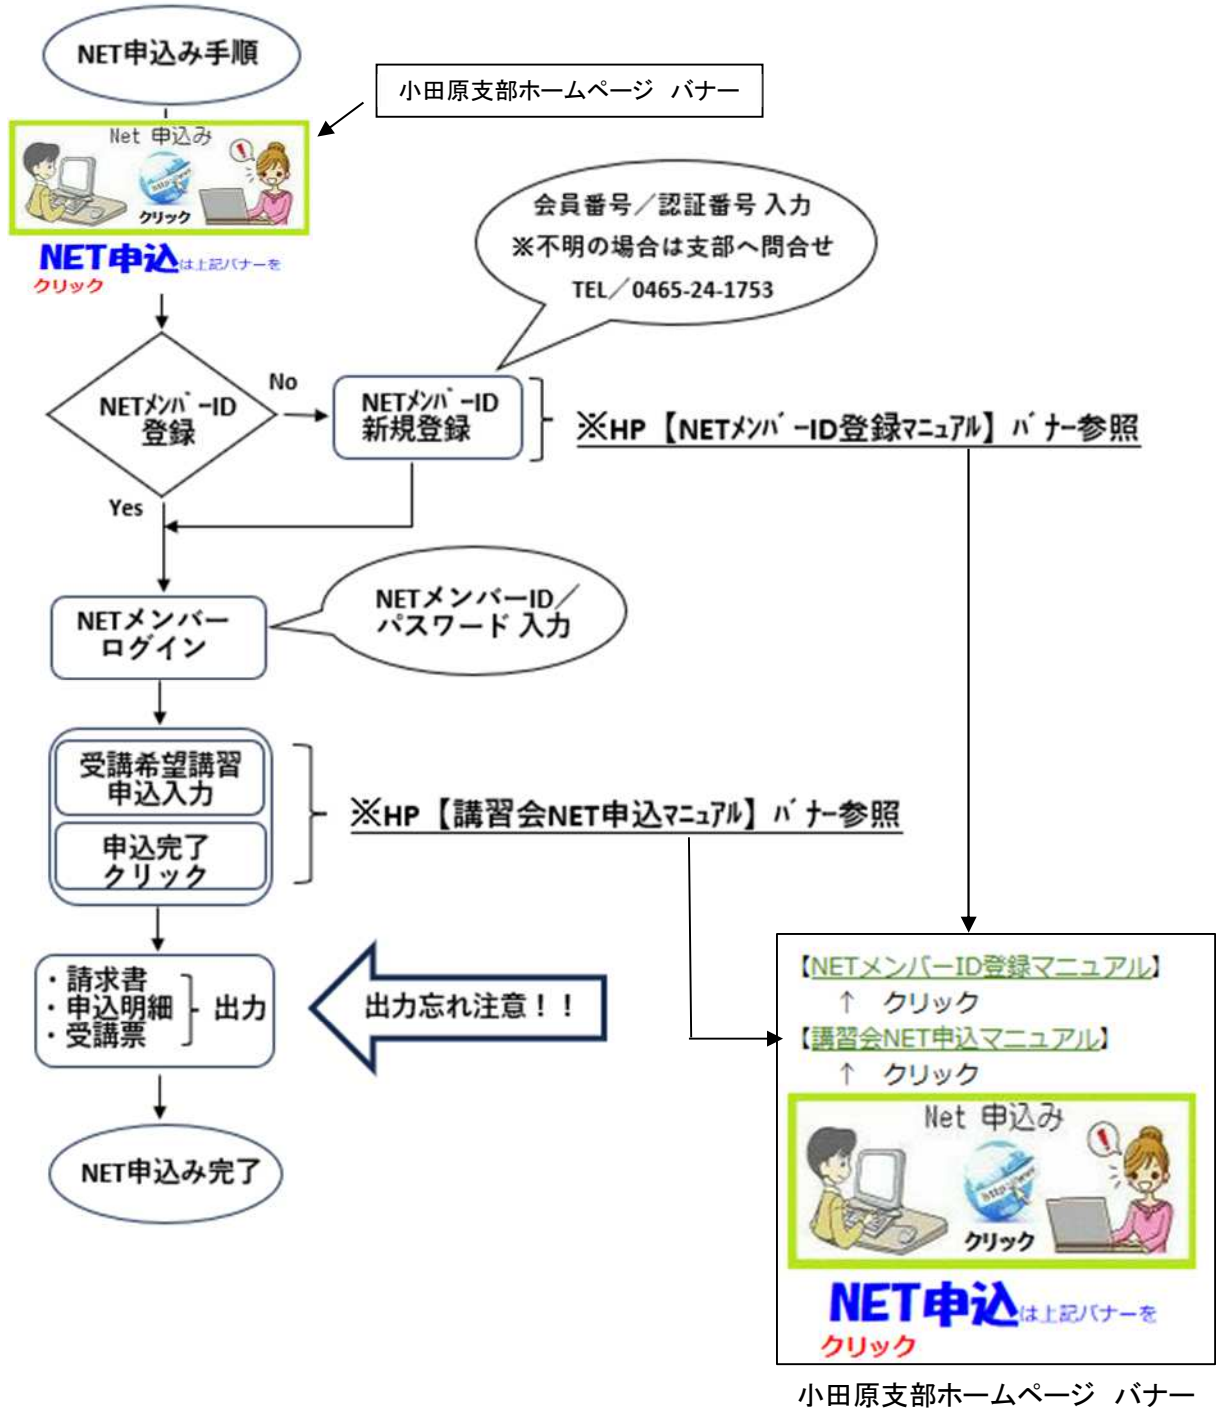 NET申込み手順
小田原支部ホームページ　バナー
Net 申込み
クリック
NET申込は上記バナーを
クリック
会員番号／認証番号 入力
※不明の場合は支部へ問合せ
TEL／0465-24-1753
NETﾒﾝﾊﾞｰID
登録
No
Yes
NETﾒﾝﾊﾞｰID
新規登録
※HP【NETﾒﾝﾊﾞｰID登録ﾏﾆｭｱﾙ】ﾊﾞﾅｰ参照
NETメンバー
ログイン
NETメンバーID／
パスワード 入力
受講希望講習
申込入力
申込完了
クリック
※HP【講習会NET申込ﾏﾆｭｱﾙ】ﾊﾞﾅｰ参照
・請求書
・申込明細
・受講票
出力
出力忘れ注意！！
NET申込み完了
【NETメンバーID登録マニュアル】
↑　クリック
【講習会NET申込マニュアル】
↑　クリック
Net 申込み
http://www
クリック
NET申込は上記バナーを
クリック
小田原支部ホームページ　バナー